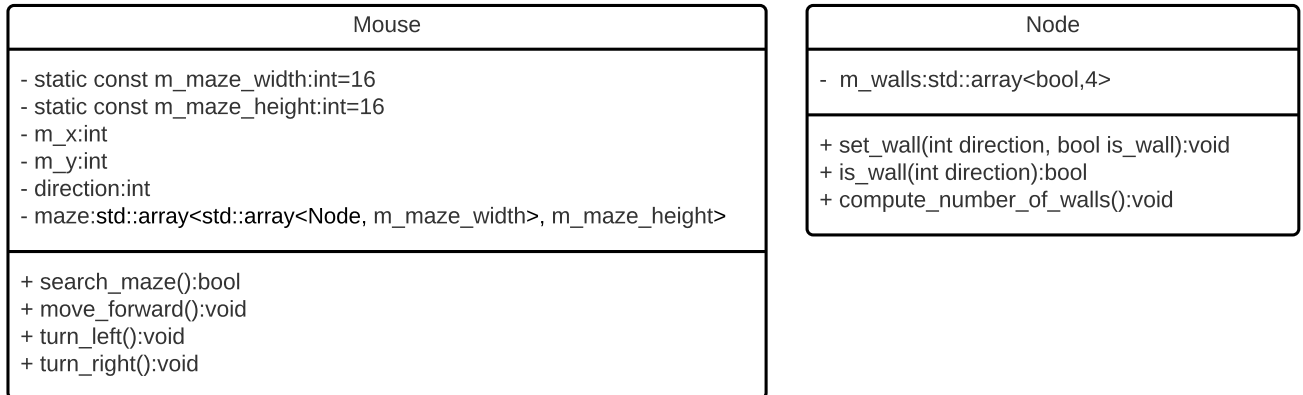 Mouse
- static const m_maze_width:int=16
- static const m_maze_height:int=16
- m_x:int
- m_y:int
- direction:int
- maze:std::array<std::array<Node, m_maze_width>, m_maze_height>
+ search_maze():bool
+ move_forward():void
+ turn_left():void
+ turn_right():void
Node
- m_walls:std::array<bool,4>
+ set_wall(int direction, bool is_wall):void
+ is_wall(int direction):bool
+ compute_number_of_walls():void